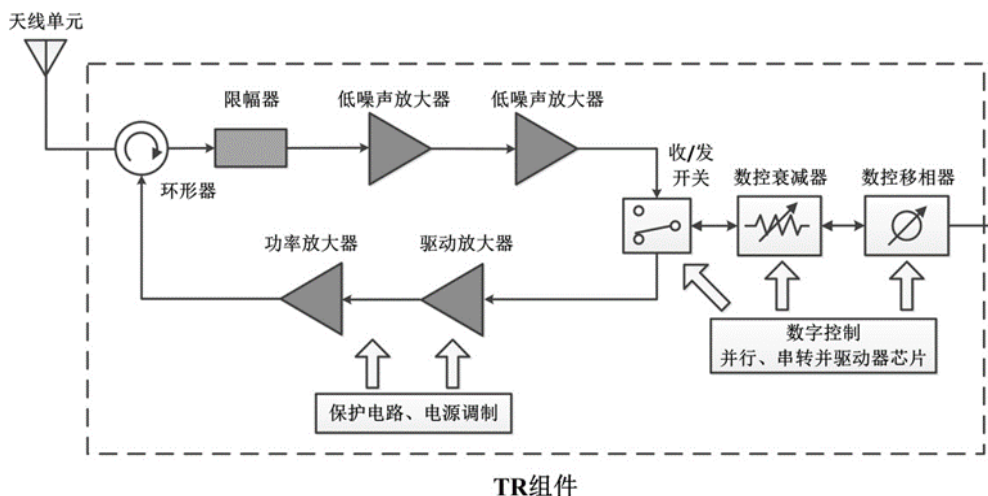 天线单元
限幅器
低噪声放大器
低噪声放大器
收/发
开关
数控衰减器
数控移相器
环形器
功率放大器
驱动放大器
数字控制
并行、串转并驱动器芯片
保护电路、电源调制
TR组件